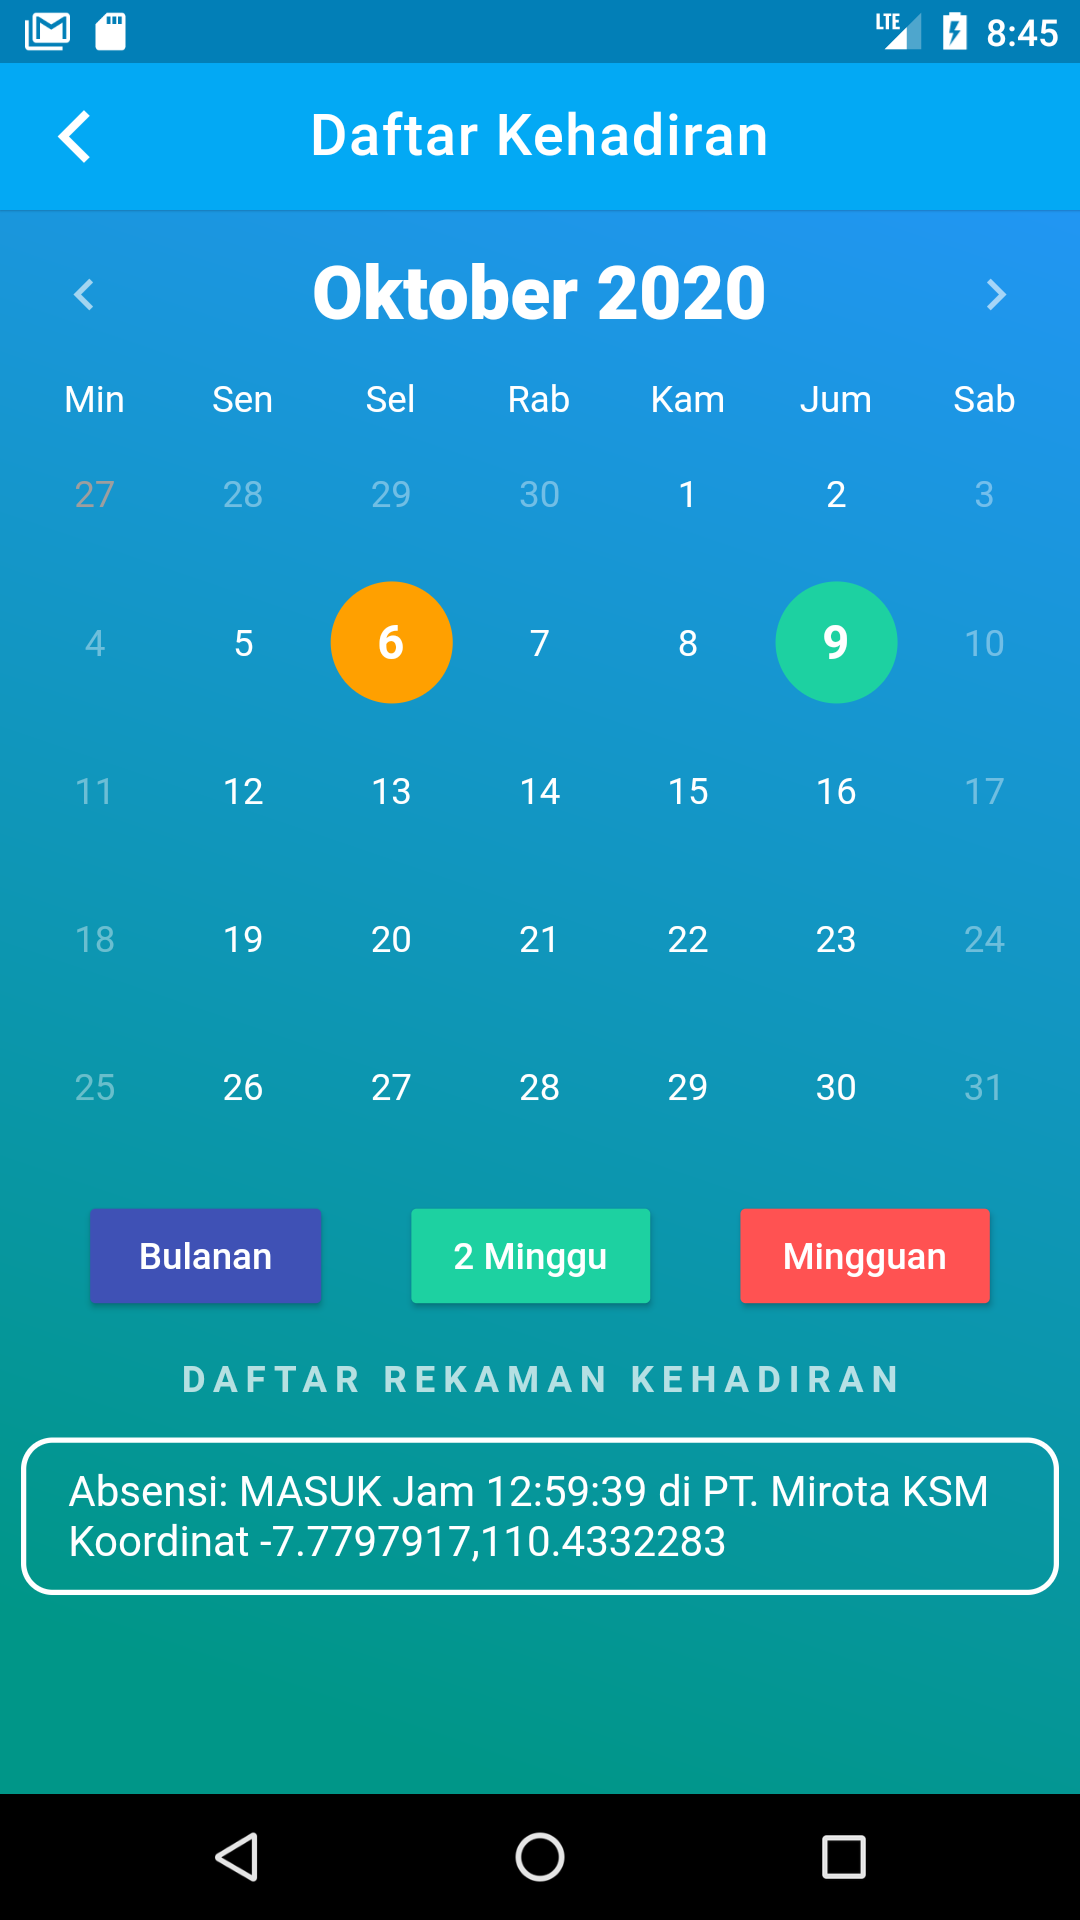 LTE 8:45
Daftar Kehadiran
Oktober 2020
Min Sen Sel Rab Kam Jum Sab
27 28 29 30 1 2 3
4 5 6 7 8 9 10
11 12 13 14 15 16 17
18 19 20 21 22 23 24
25 26 27 28 29 30 31
Bulanan 2 Minggu Mingguan
DAFTAR REKAMAN KEHADIRAN
Absensi: MASUK Jam 12:59:39 di PT. Mirota KSM
Koordinat -7.7797917,110.4332283